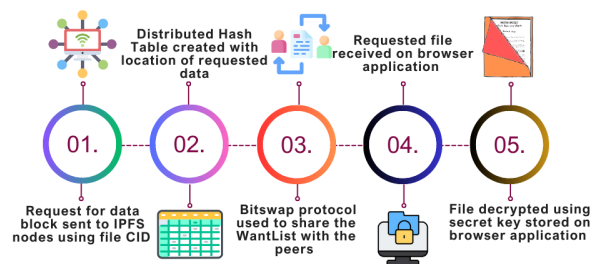 Distributed Hash
Table created with
location of requested
data
Requested file
received on browser
application
01.
02.
03.
04.
05.
Request for data
block sent to IPFS
nodes using file CID
Bitswap protocol
used to share the
WantList with the
peers
File decrypted using
secret key stored on
browser application